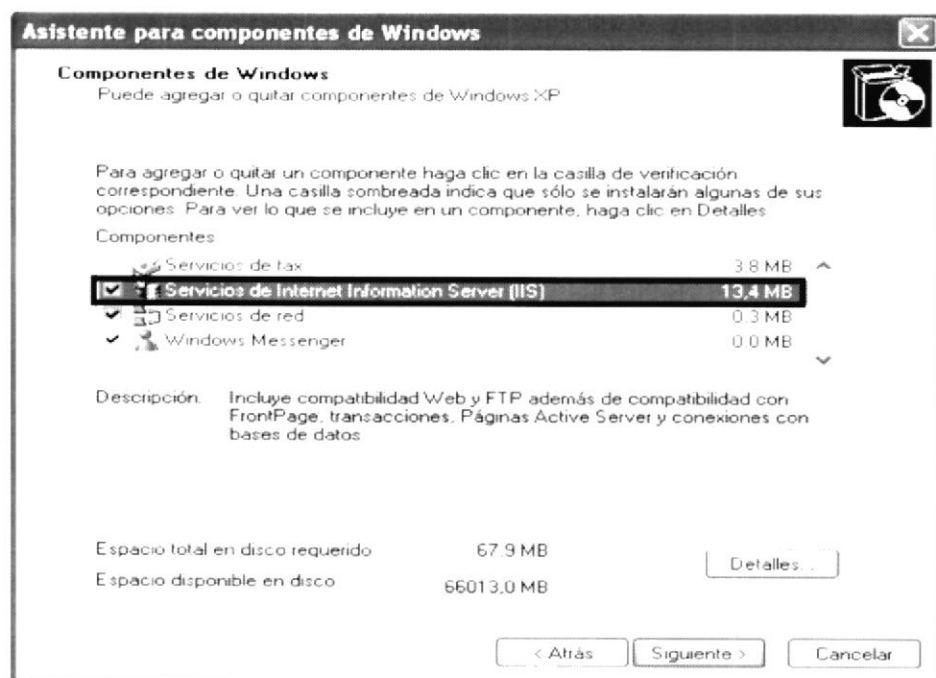 Asistente para componentes de Windows
Componentes de Windows
Puede agregar o quitar componentes de Windows XP
Para agregar o quitar un componente haga clic en la casilla de verificación
correspondiente. Una casilla sombreada indica que sólo se instalarán algunas de sus
opciones. Para ver lo que se incluye en un componente, haga clic en Detalles
Componentes
Servicios de fax 3.8 MB
Servicios de Internet Information Server (IIS) 13,4 MB
Servicios de red 0.3 MB
Windows Messenger 0.0 MB
Descripción. Incluye compatibilidad Web y FTP además de compatibilidad con
FrontPage, transacciones, Páginas Active Server y conexiones con
bases de datos
Espacio total en disco requerido 67.9 MB
Detalles...
Espacio disponible en disco 66013,0 MB
< Atrás Siguiente > Cancelar